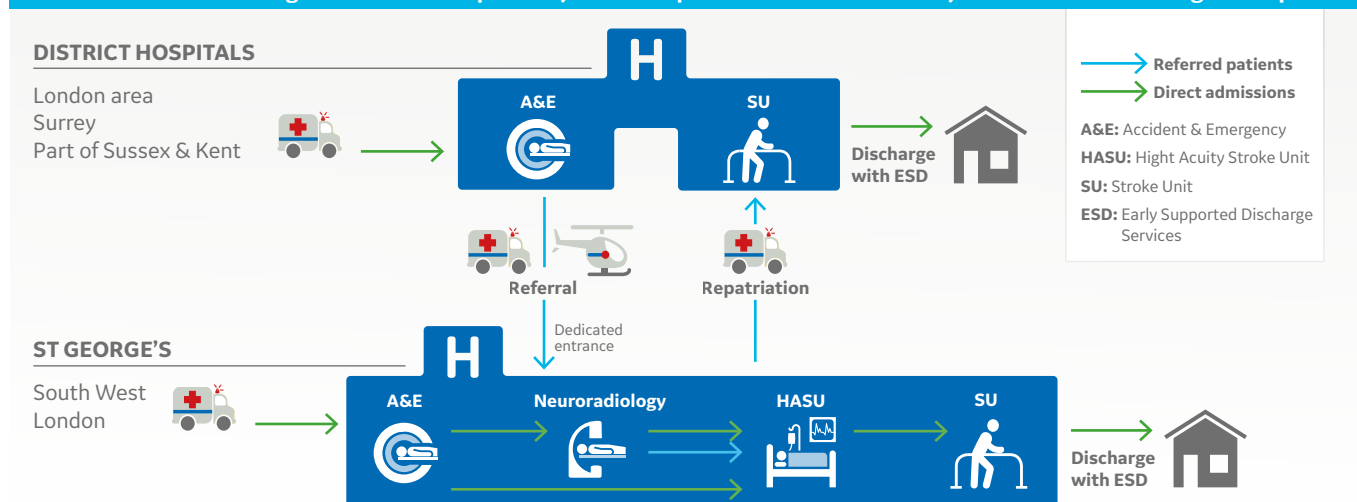 DISTRICT HOSPITALS
London area
Surrey
Part of Sussex & Kent
H
A&E
SU
Discharge
with ESD
Referred patients
Direct admissions
A&E: Accident & Emergency
HASU: Hight Acuity Stroke Unit
SU: Stroke Unit
ESD: Early Supported Discharge
Services
Referral
Repatriation
Dedicated
entrance
ST GEORGE'S
South West
London
H
A&E
Neuroradiology
HASU
SU
Discharge
with ESD